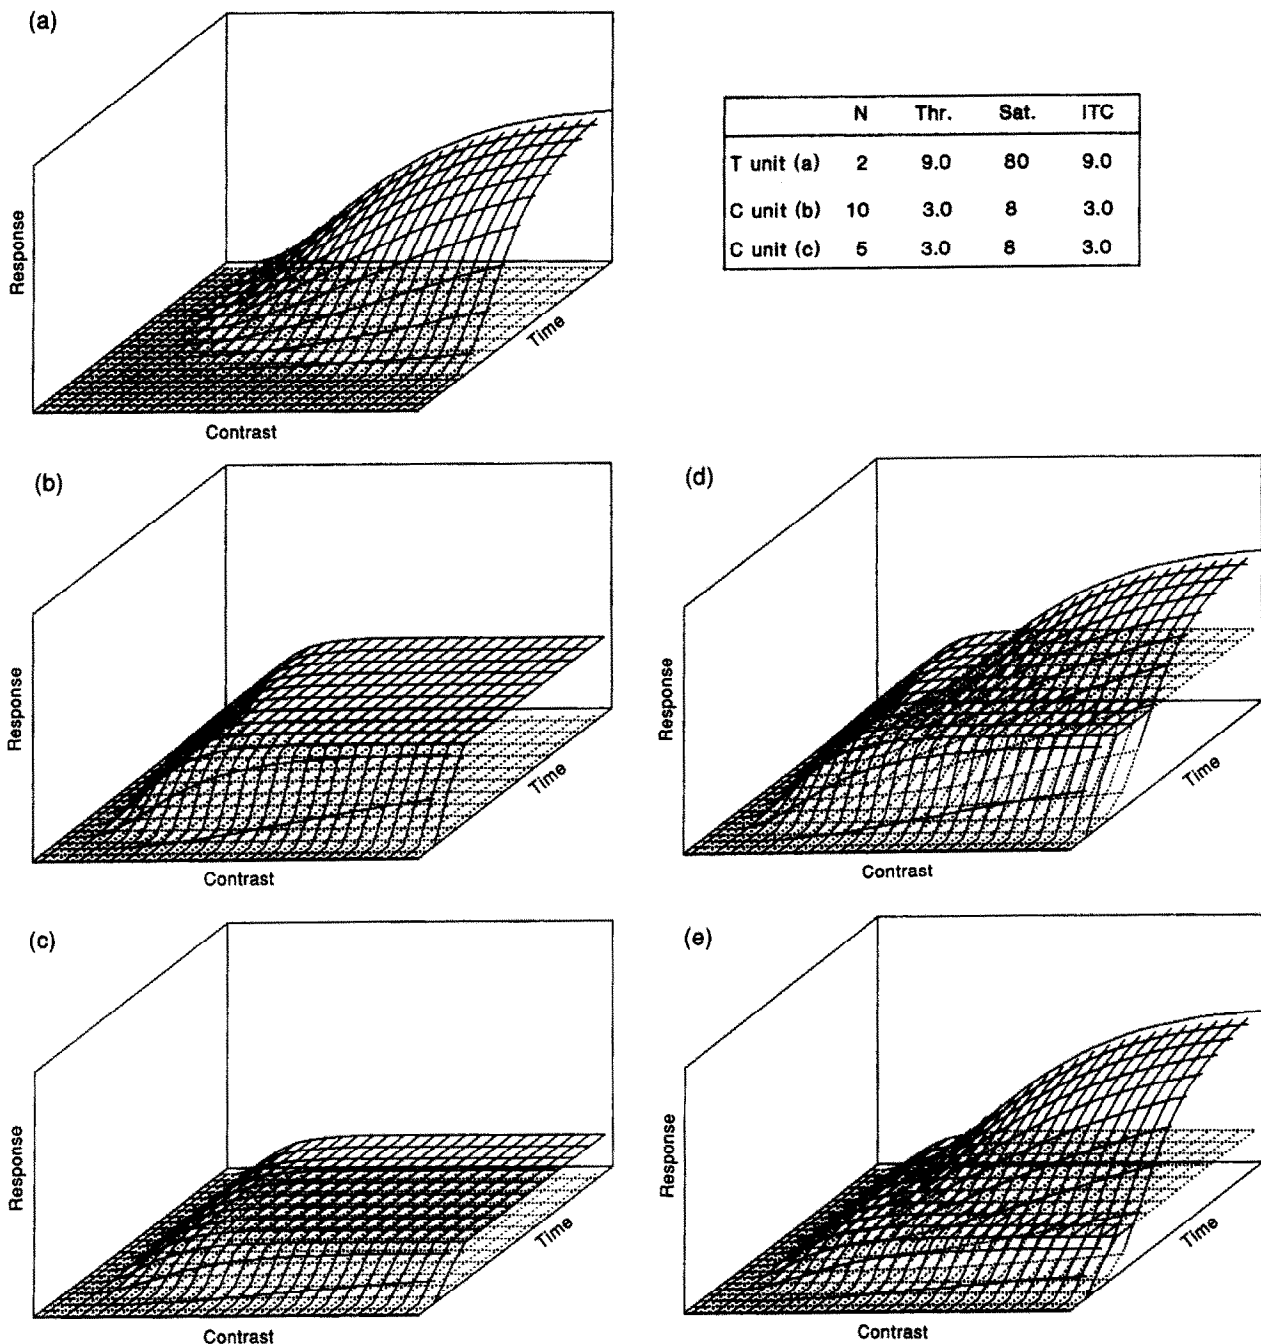 (a)
Response
Time
Contrast
N Thr. Sat. ITC
T unit (a) 2 9.0 80 9.0
C unit (b) 10 3.0 8 3.0
C unit (c) 5 3.0 8 3.0
(b)
Response
Time
Contrast
(d)
Response
Time
Contrast
(c)
Response
Time
Contrast
(e)
Response
Time
Contrast